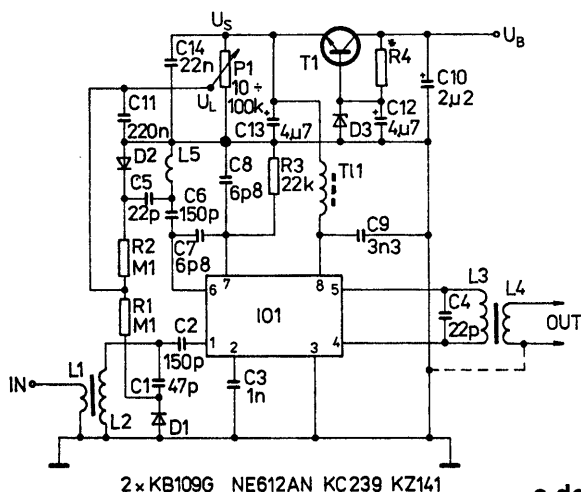 U_S
U_B
C14
22n
P1
10 ÷
100k
T1
*
R4
C10
2μ2
U_L
C11
220n
C13
4μ7
D3
C12
4μ7
D2
L5
C8
6p8
R3
22k
Tl1
C5
22p
C6
150p
C7
6p8
C9
3n3
R2
M1
R1
M1
6
7
8
5
IO1
1
2
3
4
C2
150p
C4
22p
L3
L4
OUT
IN
L1
L2
C1
47p
C3
1n
D1
2×KB109G NE612AN KC239 KZ141